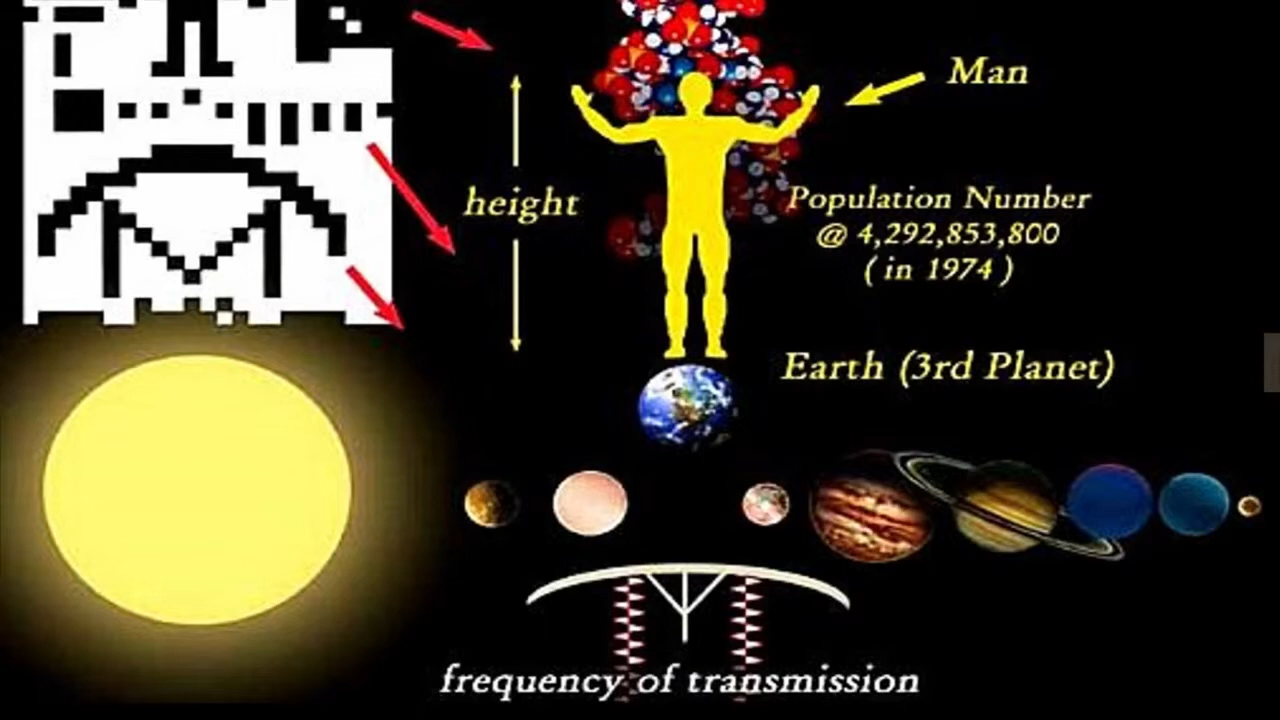 Man
height
Population Number
@ 4,292,853,800
( in 1974 )
Earth (3rd Planet)
frequency of transmission